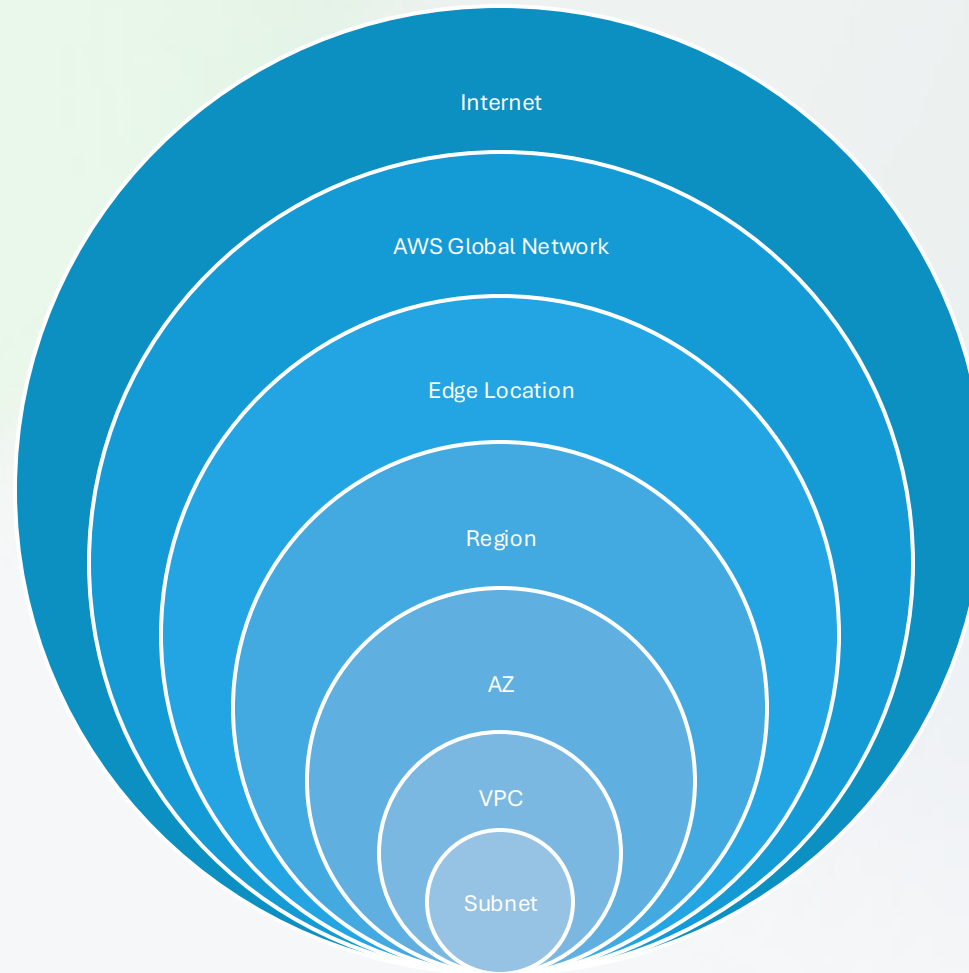 Internet
AWS Global Network
Edge Location
Region
AZ
VPC
Subnet